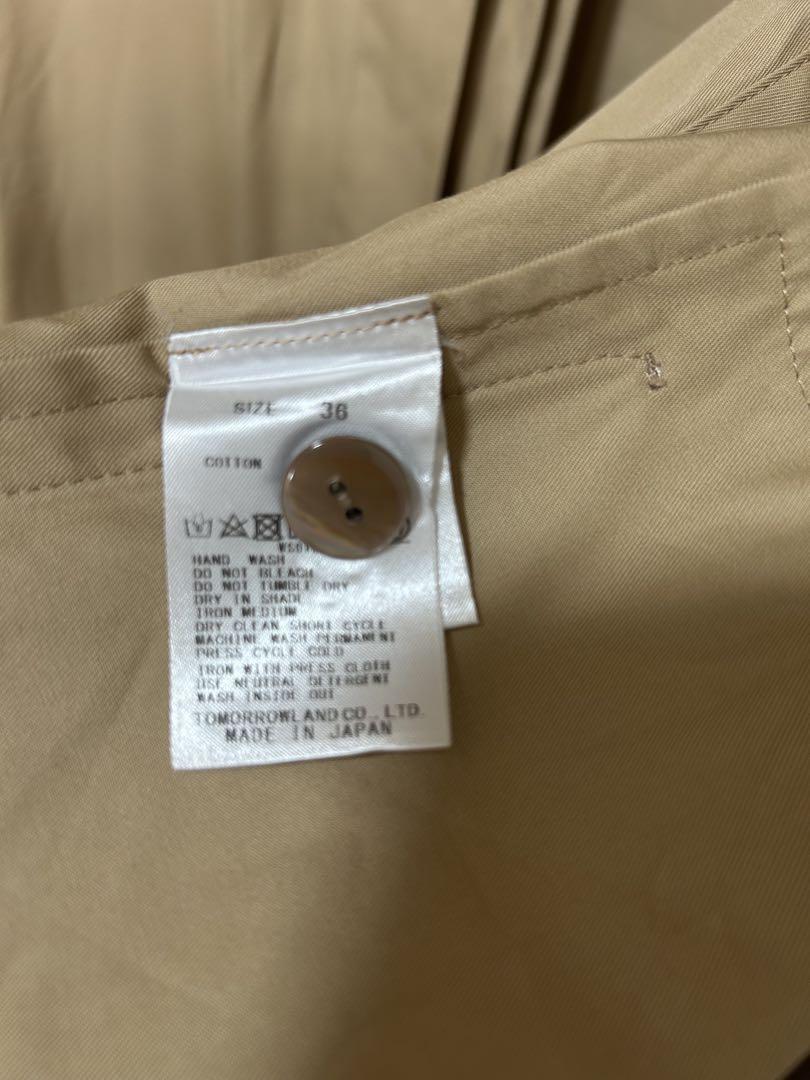 SIZE 36
COTTON
HAND WASH
DO NOT BLEACH
DO NOT TUMBLE DRY
DRY IN SHADE
IRON MEDIUM
DRY CLEAN SHORT CYCLE
MACHINE WASH PERMANENT
PRESS CYCLE COLD
IRON WITH PRESS CLOTH
USE NEUTRAL DETERGENT
WASH INSIDE OUT
TOMORROWLAND CO., LTD.
MADE IN JAPAN